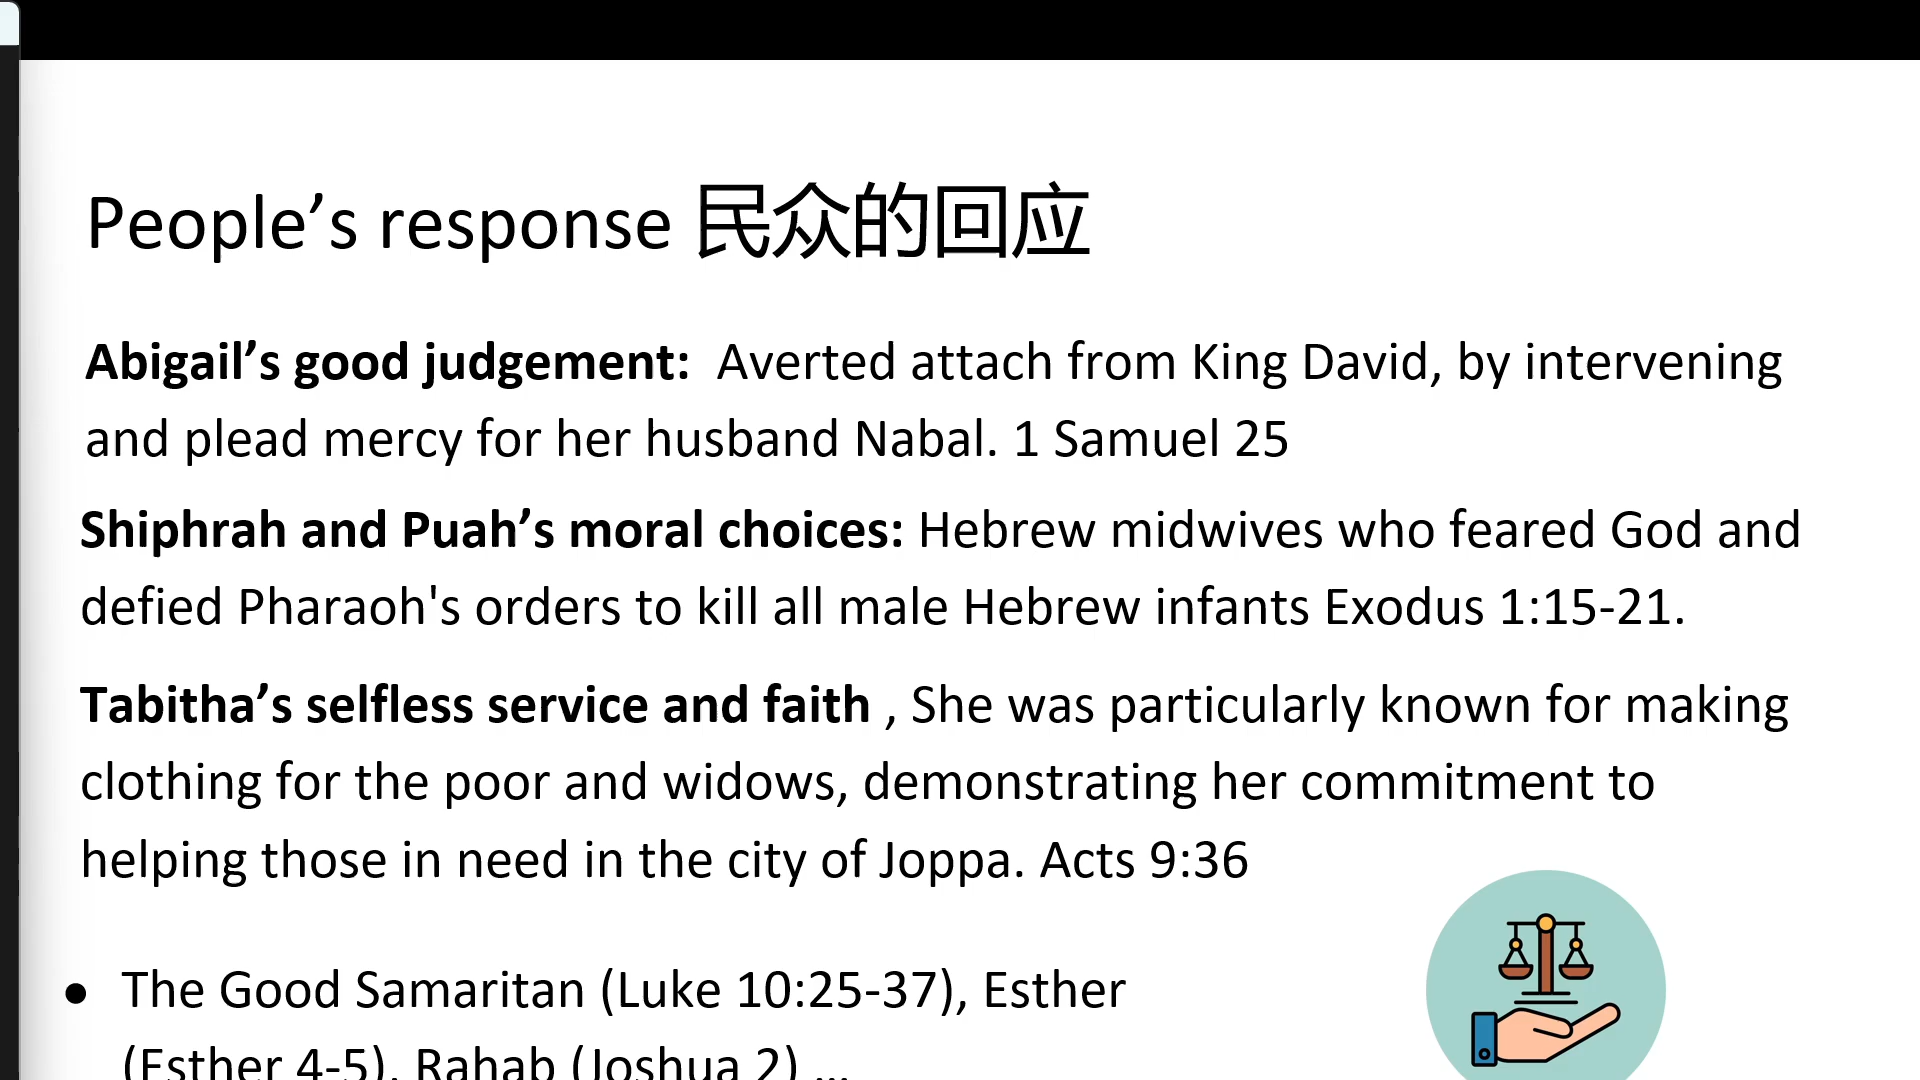 People’s response 民众的回应
Abigail’s good judgement:  Averted attach from King David, by intervening
and plead mercy for her husband Nabal. 1 Samuel 25
Shiphrah and Puah’s moral choices: Hebrew midwives who feared God and
defied Pharaoh's orders to kill all male Hebrew infants Exodus 1:15-21.
Tabitha’s selfless service and faith , She was particularly known for making
clothing for the poor and widows, demonstrating her commitment to
helping those in need in the city of Joppa. Acts 9:36
● The Good Samaritan (Luke 10:25-37), Esther
(Esther 4-5), Rahab (Joshua 2) ...